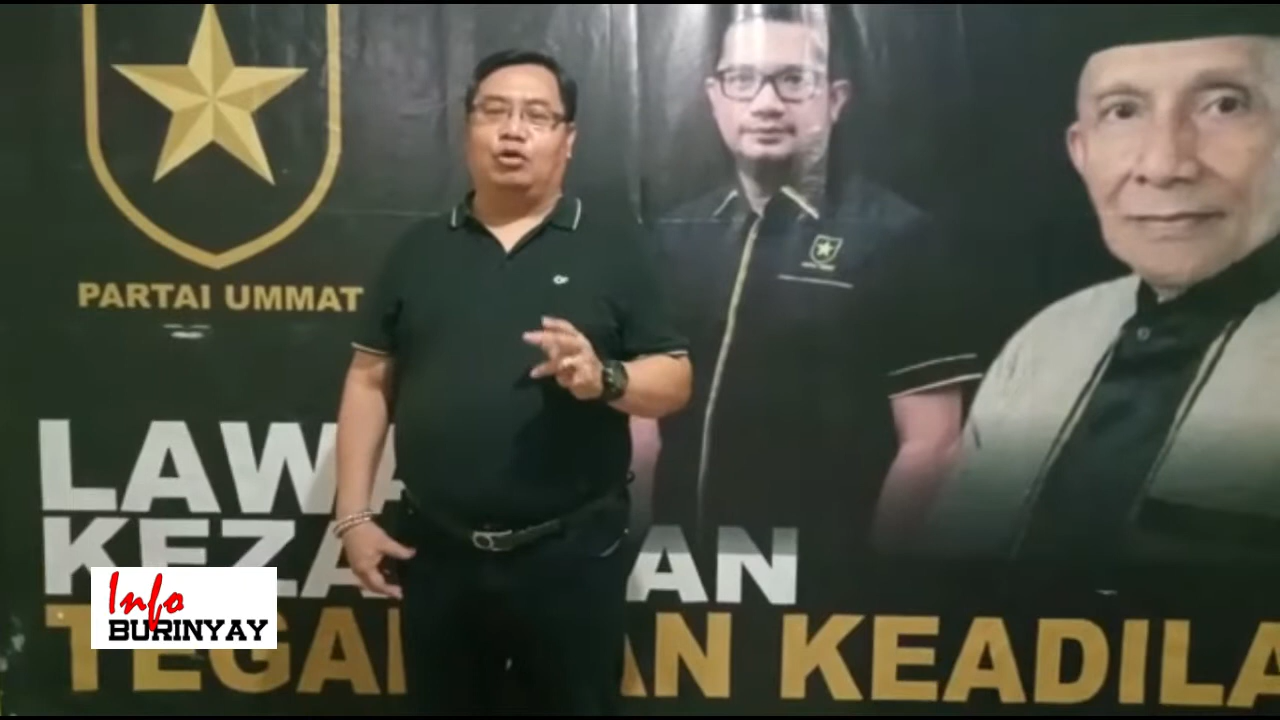 PARTAI UMMAT
LAWA
KEZA AN
TEGA AN KEADILA
Info
BURINYAY